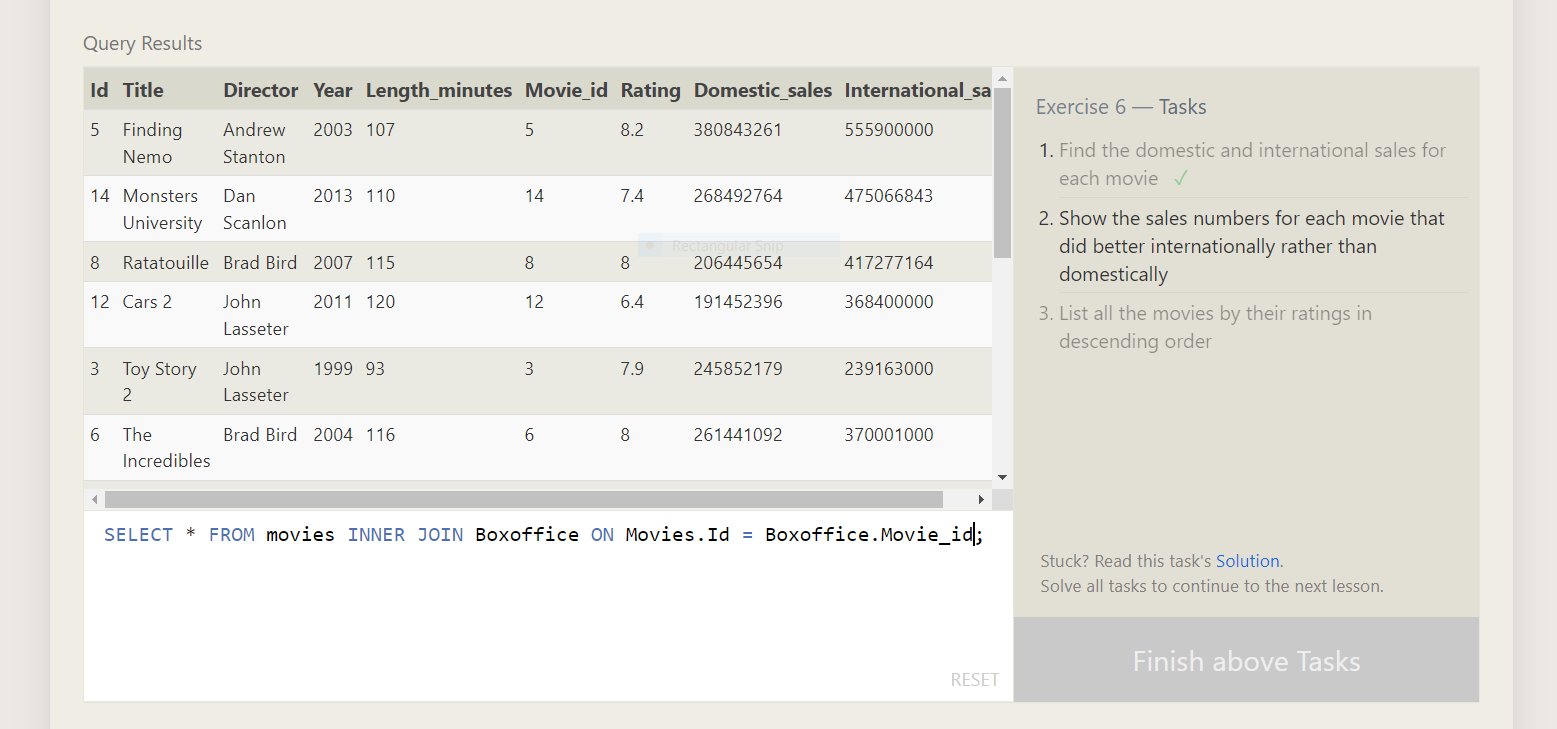 Query Results
Id Title Director Year Length_minutes Movie_id Rating Domestic_sales International_sa
5 Finding Andrew 2003 107 5 8.2 380843261 555900000
Nemo Stanton
14 Monsters Dan 2013 110 14 7.4 268492764 475066843
University Scanlon
Rectangular Snip
8 Ratatouille Brad Bird 2007 115 8 8 206445654 417277164
12 Cars 2 John 2011 120 12 6.4 191452396 368400000
Lasseter
3 Toy Story John 1999 93 3 7.9 245852179 239163000
2 Lasseter
6 The Brad Bird 2004 116 6 8 261441092 370001000
Incredibles
SELECT * FROM movies INNER JOIN Boxoffice ON Movies.Id = Boxoffice.Movie_id;
RESET
Exercise 6 — Tasks
1. Find the domestic and international sales for
each movie ✓
2. Show the sales numbers for each movie that
did better internationally rather than
domestically
3. List all the movies by their ratings in
descending order
Stuck? Read this task's Solution.
Solve all tasks to continue to the next lesson.
Finish above Tasks